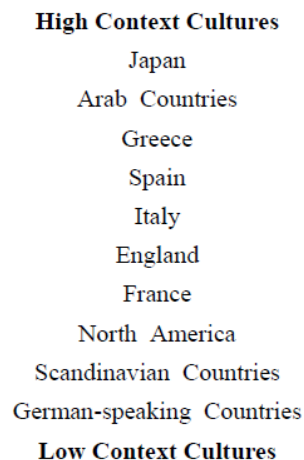 High Context Cultures
Japan
Arab Countries
Greece
Spain
Italy
England
France
North America
Scandinavian Countries
German-speaking Countries
Low Context Cultures